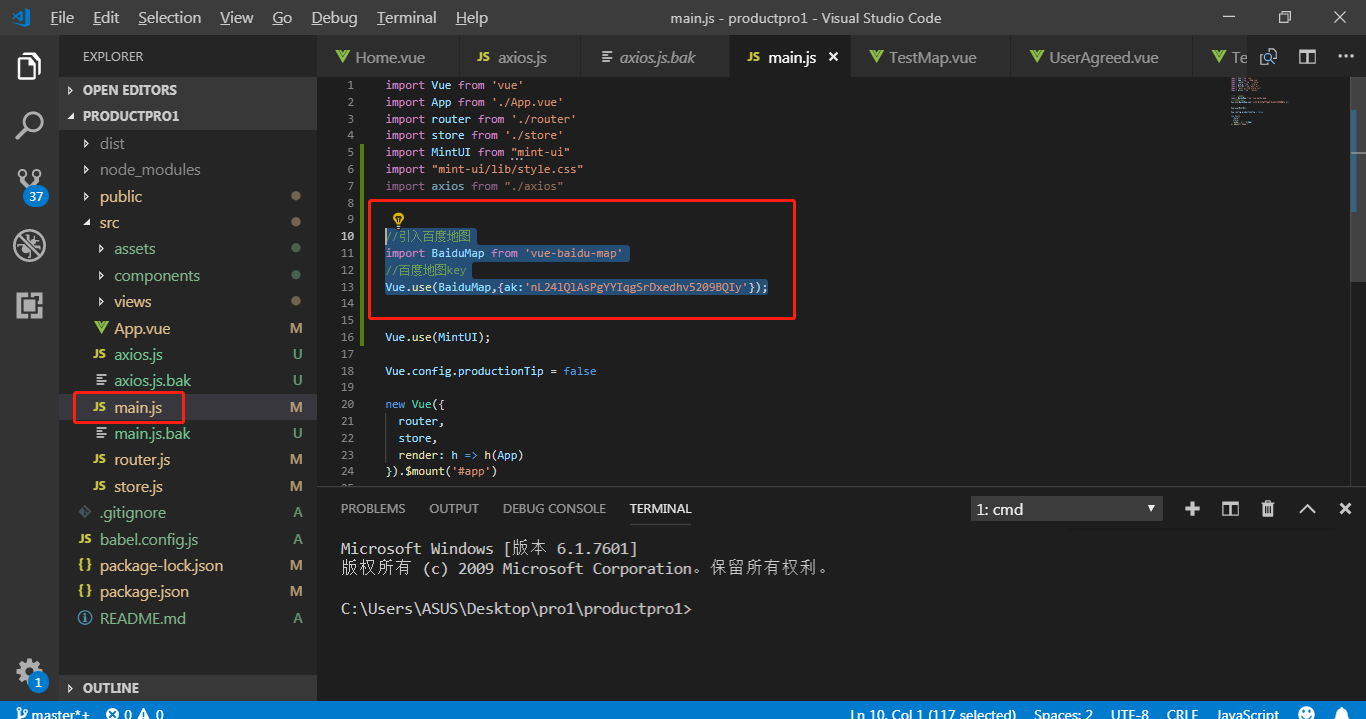 File Edit Selection View Go Debug Terminal Help
main.js - productpro1 - Visual Studio Code
EXPLORER
OPEN EDITORS
PRODUCTPRO1
dist
node_modules
public
src
assets
components
views
App.vue M
axios.js U
axios.js.bak U
main.js M
main.js.bak U
router.js M
store.js M
.gitignore A
babel.config.js A
package-lock.json M
package.json M
README.md A
OUTLINE
37
1
Home.vue axios.js axios.js.bak main.js TestMap.vue UserAgreed.vue Te
1 import Vue from 'vue'
2 import App from './App.vue'
3 import router from './router'
4 import store from './store'
5 import MintUI from "mint-ui"
6 import "mint-ui/lib/style.css"
7 import axios from "./axios"
8
9
10 //引入百度地图
11 import BaiduMap from 'vue-baidu-map'
12 //百度地图key
13 Vue.use(BaiduMap,{ak:'nL24lQlAsPgYYIqgSrDxedhv5209BQIy'});
14
15
16 Vue.use(MintUI);
17
18 Vue.config.productionTip = false
19
20 new Vue({
21 router,
22 store,
23 render: h => h(App)
24 }).$mount('#app')
PROBLEMS OUTPUT DEBUG CONSOLE TERMINAL 1: cmd
Microsoft Windows [版本 6.1.7601]
版权所有 (c) 2009 Microsoft Corporation。保留所有权利。
C:\Users\ASUS\Desktop\pro1\productpro1>
master*+ 0 0 Ln 10, Col 1 (117 selected) Spaces: 2 UTF-8 CRLF JavaScript